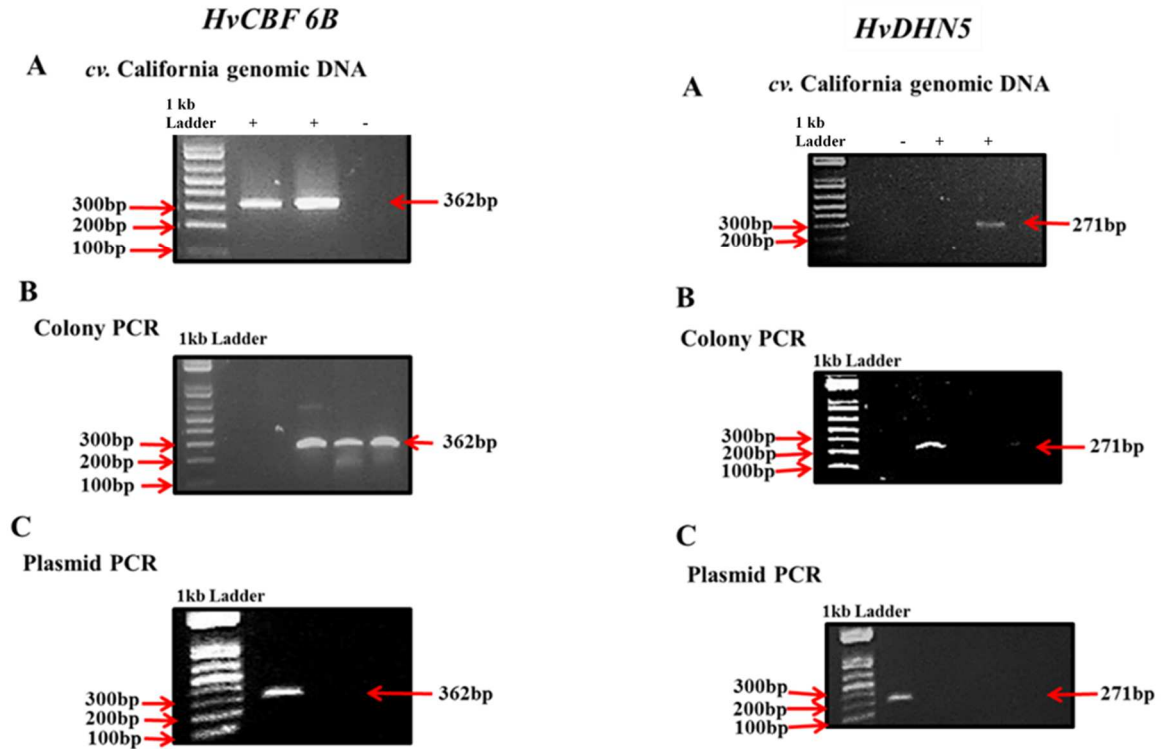 HvCBF 6B
A
cv. California genomic DNA
1 kb
Ladder + + -
300bp
200bp
100bp
362bp
B
Colony PCR
1kb Ladder
300bp
200bp
100bp
362bp
C
Plasmid PCR
1kb Ladder
300bp
200bp
100bp
362bp
HvDHN5
A
cv. California genomic DNA
1 kb
Ladder - + +
300bp
200bp
271bp
B
Colony PCR
1kb Ladder
300bp
200bp
100bp
271bp
C
Plasmid PCR
1kb Ladder
300bp
200bp
100bp
271bp